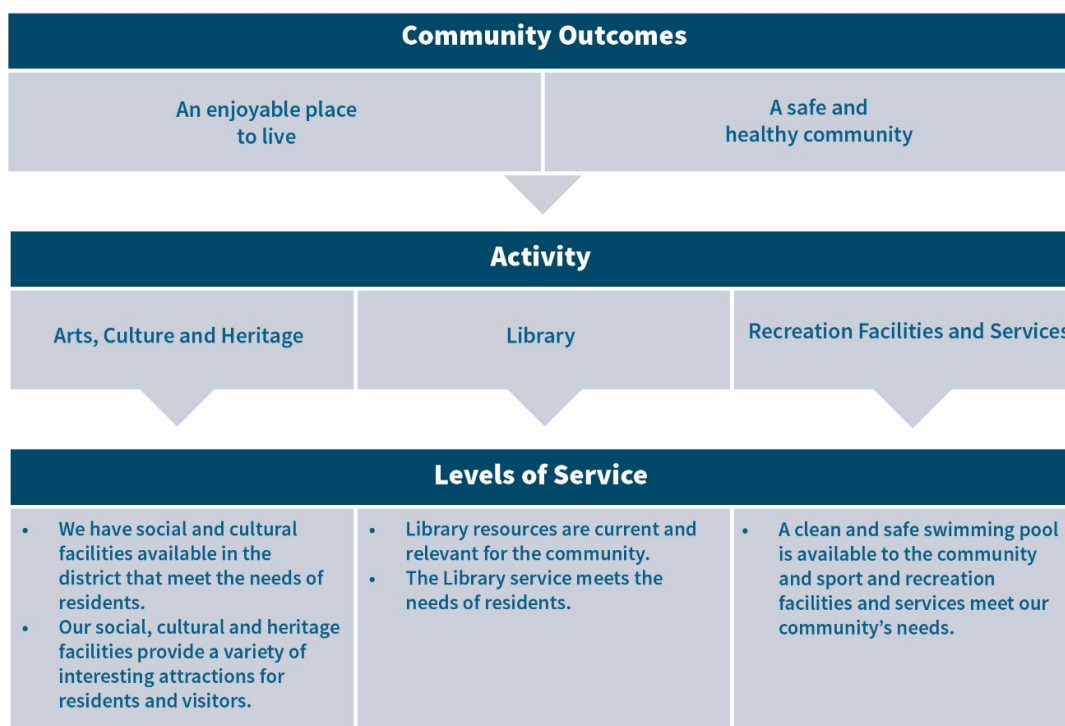 Community Outcomes
An enjoyable place
to live
A safe and
healthy community
Activity
Arts, Culture and Heritage
Library
Recreation Facilities and Services
Levels of Service
• We have social and cultural
facilities available in the
district that meet the needs of
residents.
• Our social, cultural and heritage
facilities provide a variety of
interesting attractions for
residents and visitors.
• Library resources are current and
relevant for the community.
• The Library service meets the
needs of residents.
• A clean and safe swimming pool
is available to the community
and sport and recreation
facilities and services meet our
community’s needs.